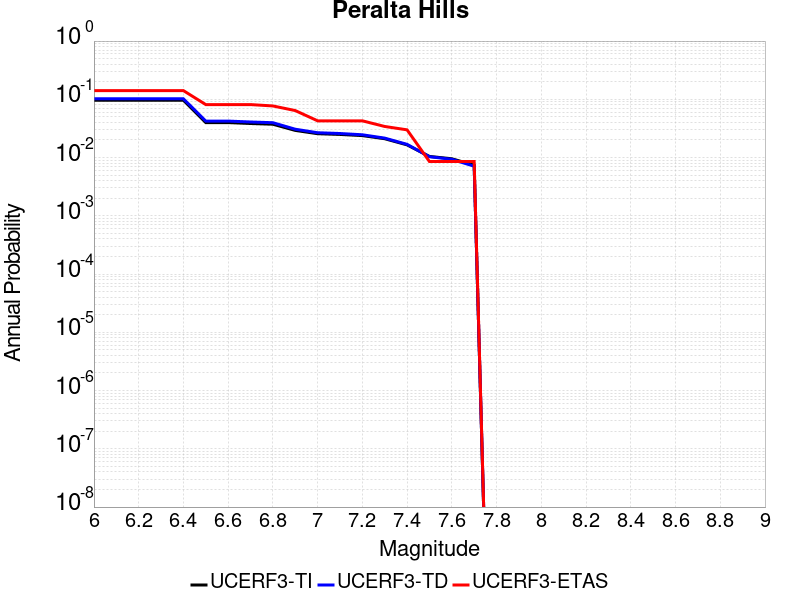 Peralta Hills
10^0
10^-1
10^-2
10^-3
10^-4
10^-5
10^-6
10^-7
10^-8
Annual Probability
6 6.2 6.4 6.6 6.8 7 7.2 7.4 7.6 7.8 8 8.2 8.4 8.6 8.8 9
Magnitude
UCERF3-TI UCERF3-TD UCERF3-ETAS